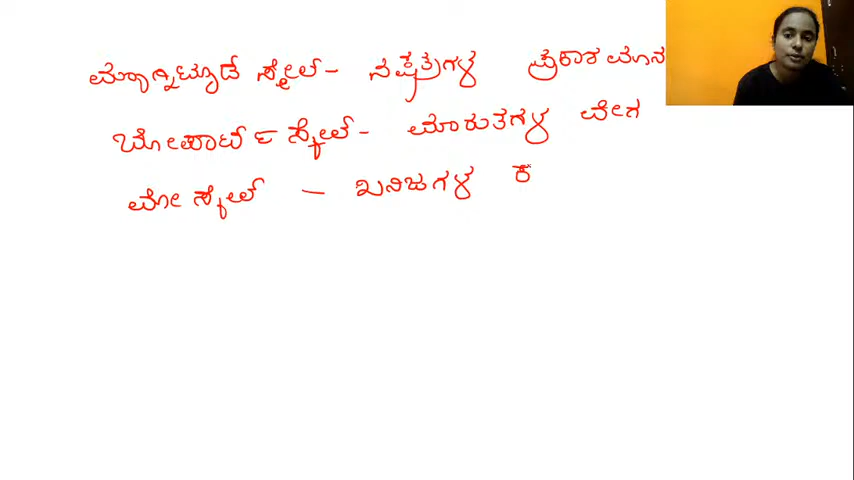 ಮ್ಯಾಗ್ನಿಟ್ಯೂಡ್ ಸ್ಕೇಲ್ - ನಕ್ಷತ್ರಗಳ ಪ್ರಕಾಶಮಾನ
ಬೋಪಾರ್ಟ್ ಸ್ಕೇಲ್ - ಮಾರುತಗಳ ವೇಗ
ಮೋ ಸ್ಕೇಲ್ - ಖನಿಜಗಳ ಕ